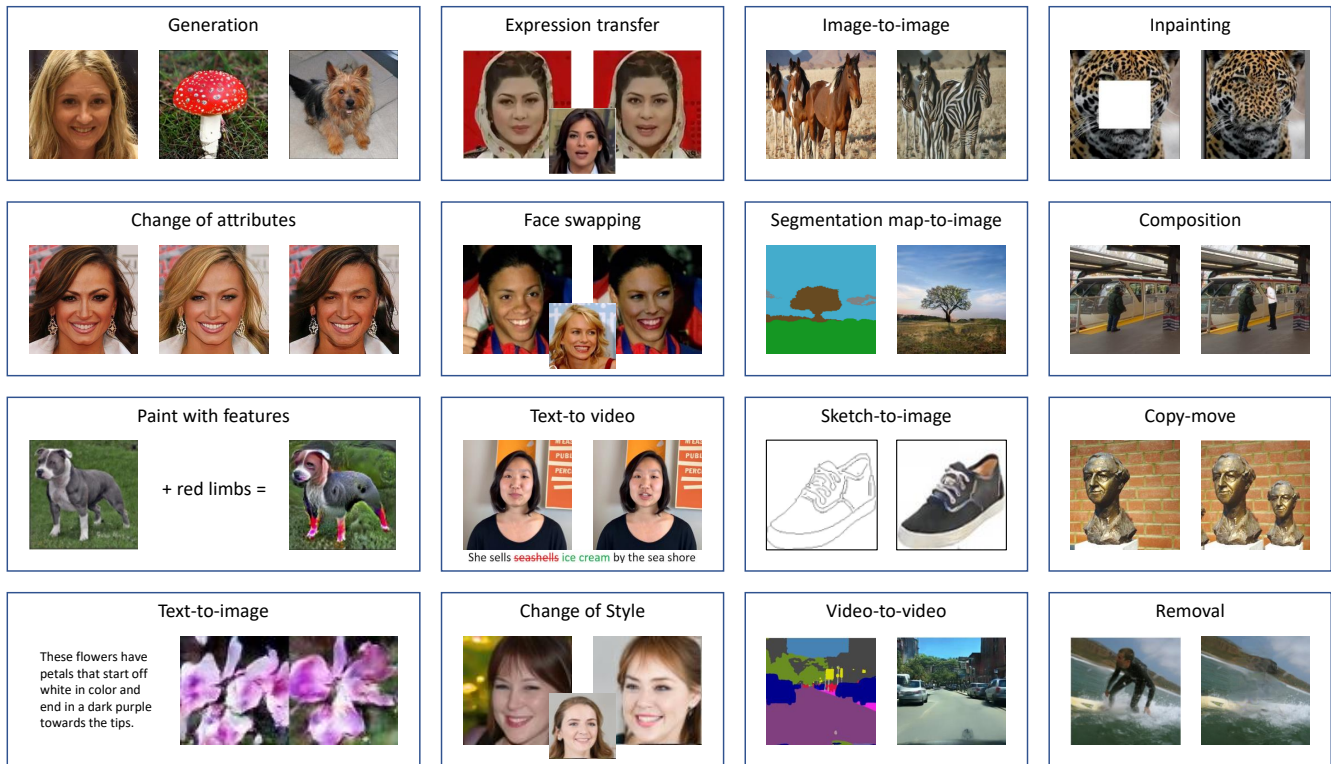 Generation
Expression transfer
Image-to-image
Inpainting
Change of attributes
Face swapping
Segmentation map-to-image
Composition
Paint with features
+ red limbs =
Text-to video
She sells seashells ice cream by the sea shore
Sketch-to-image
Copy-move
Text-to-image
These flowers have
petals that start off
white in color and
end in a dark purple
towards the tips.
Change of Style
Video-to-video
Removal